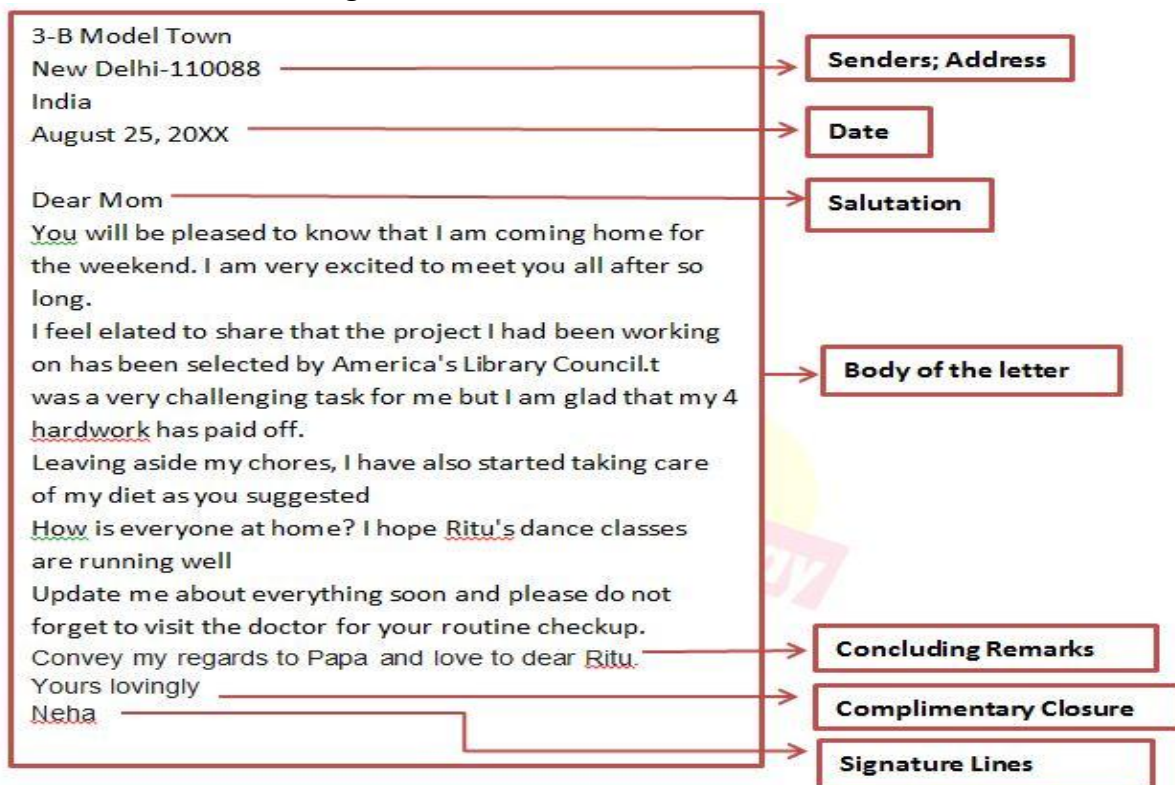 3-B Model Town
New Delhi-110088
Senders; Address
India
August 25, 20XX
Date
Dear Mom
Salutation
You will be pleased to know that I am coming home for
the weekend. I am very excited to meet you all after so
long.
I feel elated to share that the project I had been working
on has been selected by America's Library Council.t
was a very challenging task for me but I am glad that my 4
hardwork has paid off.
Body of the letter
Leaving aside my chores, I have also started taking care
of my diet as you suggested
How is everyone at home? I hope Ritu's dance classes
are running well
Update me about everything soon and please do not
forget to visit the doctor for your routine checkup.
Convey my regards to Papa and love to dear Ritu.
Concluding Remarks
Yours lovingly
Complimentary Closure
Neha
Signature Lines